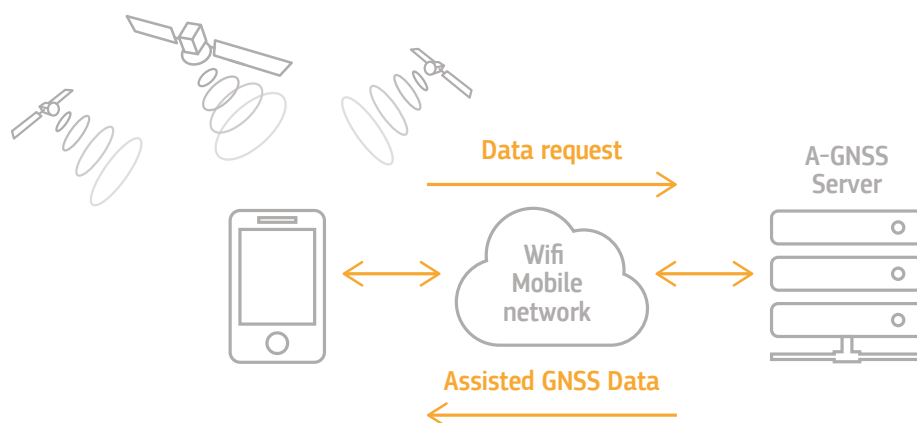 Data request
A-GNSS
Server
Wifi
Mobile
network
Assisted GNSS Data